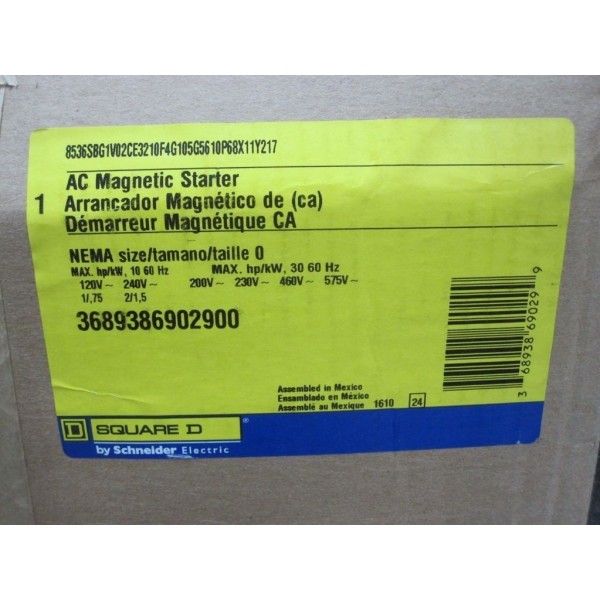 8536SBG1V02CE3210F4G105G5610P68X11Y217
1
AC Magnetic Starter
Arrancador Magnético de (ca)
Démarreur Magnétique CA
NEMA size/tamano/taille 0
MAX. hp/kW, 10 60 Hz MAX. hp/kW, 30 60 Hz
120V~ 240V~ 200V~ 230V~ 460V~ 575V~
1/,75 2/1,5
3689386902900
3 68938 69029 9
Assembled in Mexico
Ensamblado en México
Assemblé au Mexique 1610 24
D SQUARE D ®
by Schneider Electric